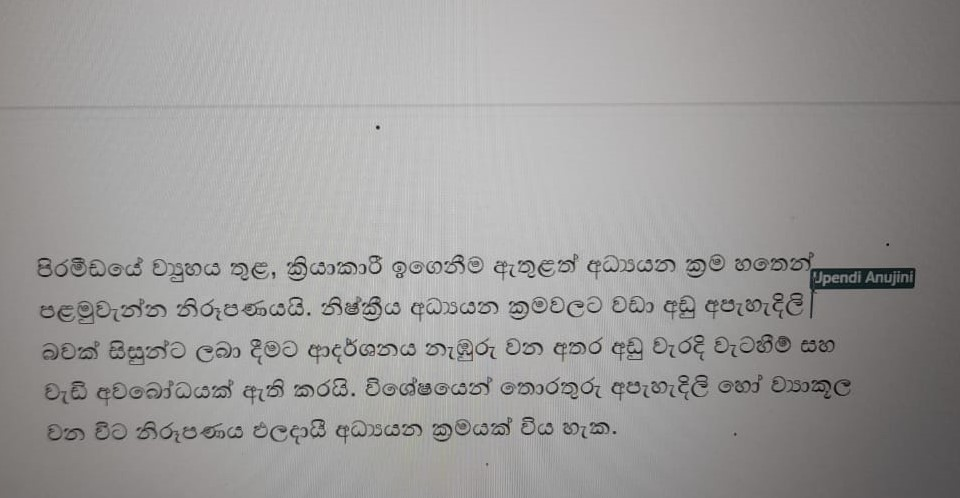 පිරමීඩයේ ව්‍යුහය තුළ, ක්‍රියාකාරී ඉගෙනීම ඇතුළත් අධ්‍යයන ක්‍රම හතෙන්
Upendi Anujini
පළමුවැන්න නිරූපණයයි. නිෂ්ක්‍රීය අධ්‍යයන ක්‍රමවලට වඩා අඩු අපැහැදිලි
බවක් සිසුන්ට ලබා දීමට ආදර්ශනය නැඹුරු වන අතර අඩු වැරදි වැටහීම් සහ
වැඩි අවබෝධයක් ඇති කරයි. විශේෂයෙන් තොරතුරු අපැහැදිලි හෝ ව්‍යාකූල
වන විට නිරූපණය ඵලදායී අධ්‍යයන ක්‍රමයක් විය හැක.